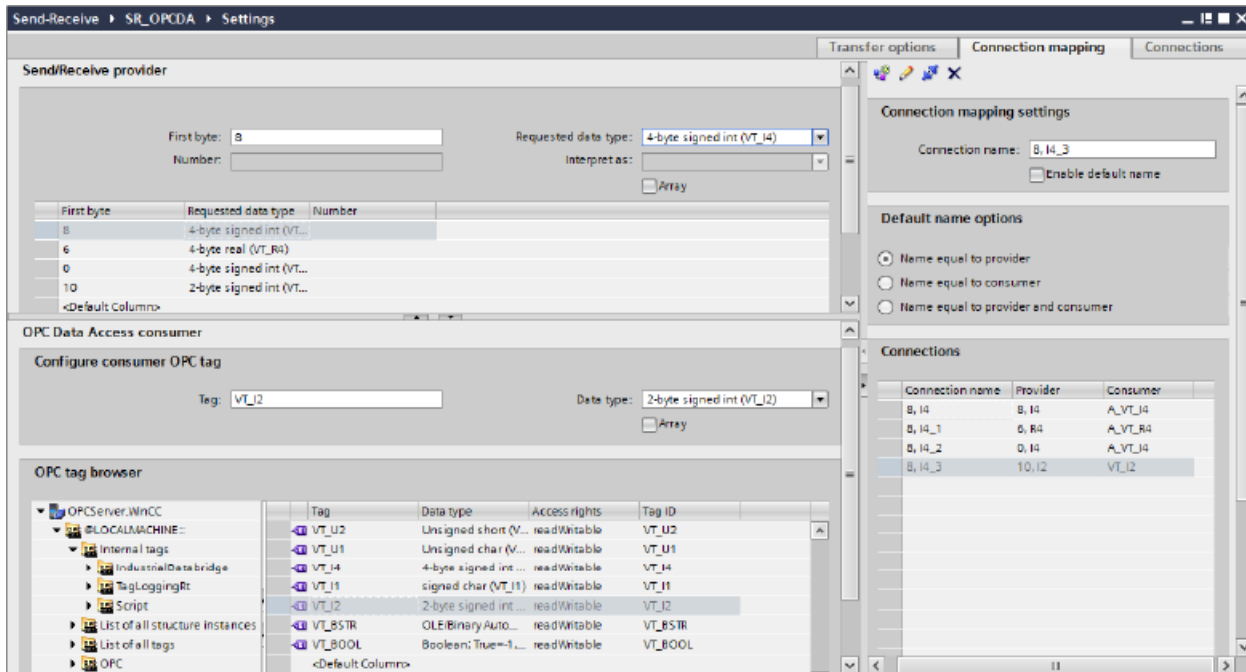 Send-Receive ▸ SR_OPCDA ▸ Settings
Transfer options Connection mapping Connections
Send/Receive provider
First byte: 8 Requested data type: 4-byte signed int (VT_I4)
Number: Interpret as:
Array
First byte Requested data type Number
8 4-byte signed int (VT...
6 4-byte real (VT_R4)
0 4-byte signed int (VT...
10 2-byte signed int (VT...
<Default Column>
OPC Data Access consumer
Configure consumer OPC tag
Tag: VT_I2 Data type: 2-byte signed int (VT_I2)
Array
OPC tag browser
OPCServer.WinCC
@LOCALMACHINE::
Internal tags
IndustrialDatabridge
TagLoggingRt
Script
List of all structure instances
List of all tags
OPC
Tag Data type Access rights Tag ID
VT_U2 Unsigned short (V... readWritable VT_U2
VT_U1 Unsigned char (V... readWritable VT_U1
VT_I4 4-byte signed int ... readWritable VT_I4
VT_I1 signed char (VT_I1) readWritable VT_I1
VT_I2 2-byte signed int ... readWritable VT_I2
VT_BSTR OLE/Binary Auto... readWritable VT_BSTR
VT_BOOL Boolean; True=-1,... readWritable VT_BOOL
<Default Column>
Connection mapping settings
Connection name: 8, I4_3
Enable default name
Default name options
Name equal to provider
Name equal to consumer
Name equal to provider and consumer
Connections
Connection name Provider Consumer
8, I4 8, I4 A_VT_I4
8, I4_1 6, R4 A_VT_R4
8, I4_2 0, I4 A_VT_I4
8, I4_3 10, I2 VT_I2